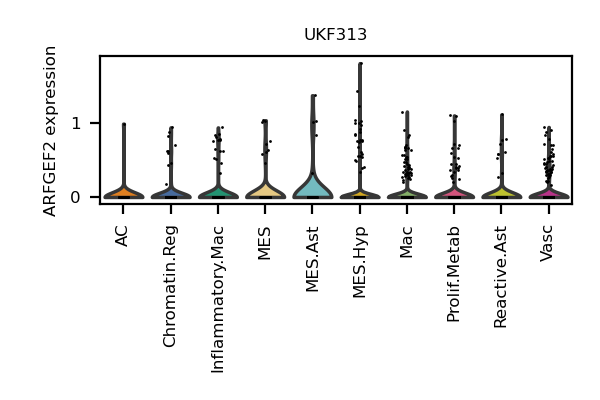 UKF313
ARFGEF2 expression
1
0
AC
Chromatin.Reg
Inflammatory.Mac
MES
MES.Ast
MES.Hyp
Mac
Prolif.Metab
Reactive.Ast
Vasc